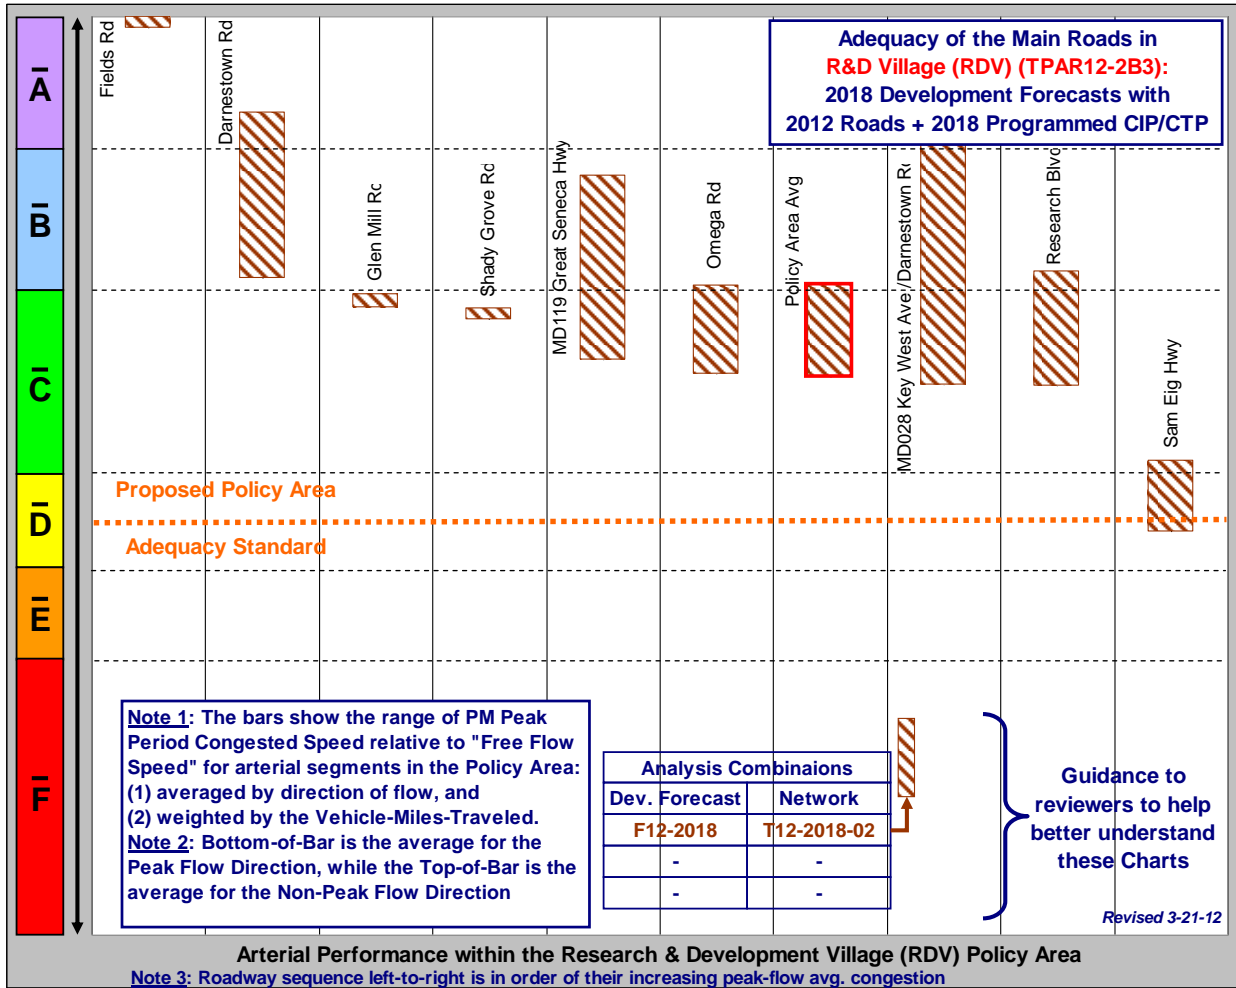 Adequacy of the Main Roads in
R&D Village (RDV) (TPAR12-2B3):
2018 Development Forecasts with
2012 Roads + 2018 Programmed CIP/CTP
A
B
C
D
E
F
Fields Rd
Darnestown Rd
Glen Mill Rd
Shady Grove Rd
MD119 Great Seneca Hwy
Omega Rd
Policy Area Avg
MD028 Key West Ave/Darnestown Rd
Research Blvd
Sam Eig Hwy
Proposed Policy Area
Adequacy Standard
Note 1: The bars show the range of PM Peak
Period Congested Speed relative to "Free Flow
Speed" for arterial segments in the Policy Area:
(1) averaged by direction of flow, and
(2) weighted by the Vehicle-Miles-Traveled.
Note 2: Bottom-of-Bar is the average for the
Peak Flow Direction, while the Top-of-Bar is the
average for the Non-Peak Flow Direction
Analysis Combinaions
Dev. Forecast Network
F12-2018 T12-2018-02
- -
- -
Guidance to
reviewers to help
better understand
these Charts
Revised 3-21-12
Arterial Performance within the Research & Development Village (RDV) Policy Area
Note 3: Roadway sequence left-to-right is in order of their increasing peak-flow avg. congestion